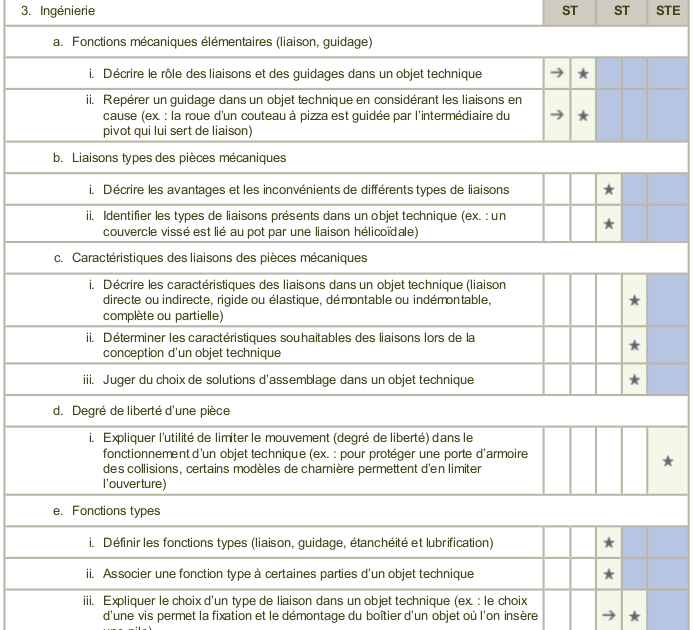 3. Ingénierie ST ST STE
a. Fonctions mécaniques élémentaires (liaison, guidage)
i. Décrire le rôle des liaisons et des guidages dans un objet technique → ★
ii. Repérer un guidage dans un objet technique en considérant les liaisons en
cause (ex. : la roue d’un couteau à pizza est guidée par l’intermédiaire du → ★
pivot qui lui sert de liaison)
b. Liaisons types des pièces mécaniques
i. Décrire les avantages et les inconvénients de différents types de liaisons ★
ii. Identifier les types de liaisons présents dans un objet technique (ex. : un
couvercle vissé est lié au pot par une liaison hélicoïdale) ★
c. Caractéristiques des liaisons des pièces mécaniques
i. Décrire les caractéristiques des liaisons dans un objet technique (liaison
directe ou indirecte, rigide ou élastique, démontable ou indémontable, ★
complète ou partielle)
ii. Déterminer les caractéristiques souhaitables des liaisons lors de la
conception d’un objet technique ★
iii. Juger du choix de solutions d’assemblage dans un objet technique ★
d. Degré de liberté d’une pièce
i. Expliquer l’utilité de limiter le mouvement (degré de liberté) dans le
fonctionnement d’un objet technique (ex. : pour protéger une porte d’armoire
des collisions, certains modèles de charnière permettent d’en limiter ★
l’ouverture)
e. Fonctions types
i. Définir les fonctions types (liaison, guidage, étanchéité et lubrification) ★
ii. Associer une fonction type à certaines parties d’un objet technique ★
iii. Expliquer le choix d’un type de liaison dans un objet technique (ex. : le choix
d’une vis permet la fixation et le démontage du boîtier d’un objet où l’on insère → ★